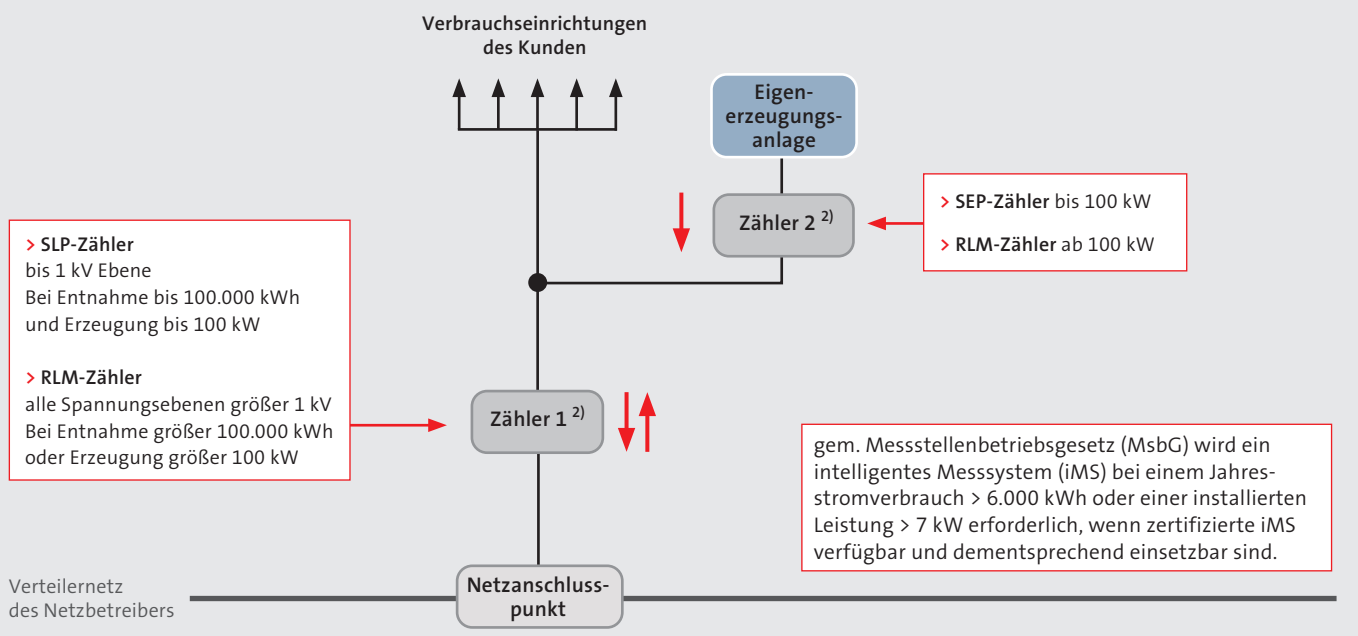 Verbrauchseinrichtungen
des Kunden
Eigen-
erzeugungs-
anlage
Zähler 2 2)
> SEP-Zähler bis 100 kW
> RLM-Zähler ab 100 kW
> SLP-Zähler
bis 1 kV Ebene
Bei Entnahme bis 100.000 kWh
und Erzeugung bis 100 kW
> RLM-Zähler
alle Spannungsebenen größer 1 kV
Bei Entnahme größer 100.000 kWh
oder Erzeugung größer 100 kW
Zähler 1 2)
gem. Messstellenbetriebsgesetz (MsbG) wird ein
intelligentes Messsystem (iMS) bei einem Jahres-
stromverbrauch > 6.000 kWh oder einer installierten
Leistung > 7 kW erforderlich, wenn zertifizierte iMS
verfügbar und dementsprechend einsetzbar sind.
Verteilernetz
des Netzbetreibers
Netzanschluss-
punkt